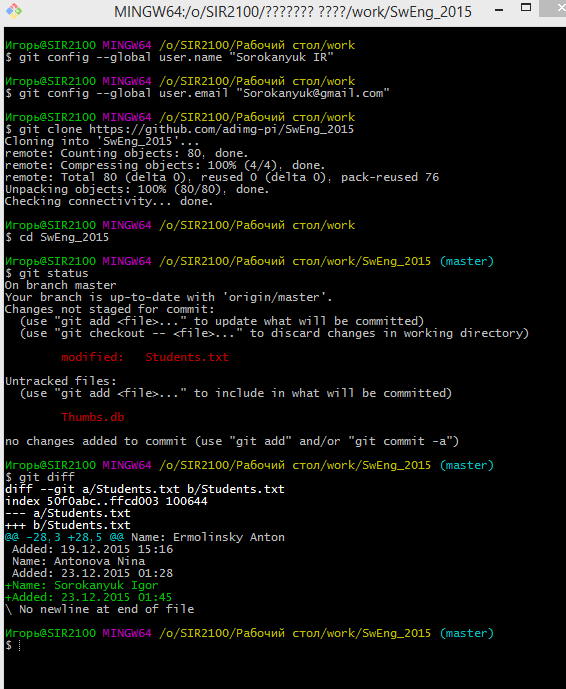 MINGW64:/o/SIR2100/??????? ????/work/SwEng_2015
Игорь@SIR2100 MINGW64 /o/SIR2100/Рабочий стол/work
$ git config --global user.name "Sorokanyuk IR"
Игорь@SIR2100 MINGW64 /o/SIR2100/Рабочий стол/work
$ git config --global user.email "Sorokanyuk@gmail.com"
Игорь@SIR2100 MINGW64 /o/SIR2100/Рабочий стол/work
$ git clone https://github.com/adimg-pi/SwEng_2015
Cloning into 'SwEng_2015'...
remote: Counting objects: 80, done.
remote: Compressing objects: 100% (4/4), done.
remote: Total 80 (delta 0), reused 0 (delta 0), pack-reused 76
Unpacking objects: 100% (80/80), done.
Checking connectivity... done.
Игорь@SIR2100 MINGW64 /o/SIR2100/Рабочий стол/work
$ cd SwEng_2015
Игорь@SIR2100 MINGW64 /o/SIR2100/Рабочий стол/work/SwEng_2015 (master)
$ git status
On branch master
Your branch is up-to-date with 'origin/master'.
Changes not staged for commit:
  (use "git add <file>..." to update what will be committed)
  (use "git checkout -- <file>..." to discard changes in working directory)
        modified:   Students.txt
Untracked files:
  (use "git add <file>..." to include in what will be committed)
        Thumbs.db
no changes added to commit (use "git add" and/or "git commit -a")
Игорь@SIR2100 MINGW64 /o/SIR2100/Рабочий стол/work/SwEng_2015 (master)
$ git diff
diff --git a/Students.txt b/Students.txt
index 50f0abc..ffcd003 100644
--- a/Students.txt
+++ b/Students.txt
@@ -28,3 +28,5 @@ Name: Ermolinsky Anton
 Added: 19.12.2015 15:16
 Name: Antonova Nina
 Added: 23.12.2015 01:28
+Name: Sorokanyuk Igor
+Added: 23.12.2015 01:45
\ No newline at end of file
Игорь@SIR2100 MINGW64 /o/SIR2100/Рабочий стол/work/SwEng_2015 (master)
$